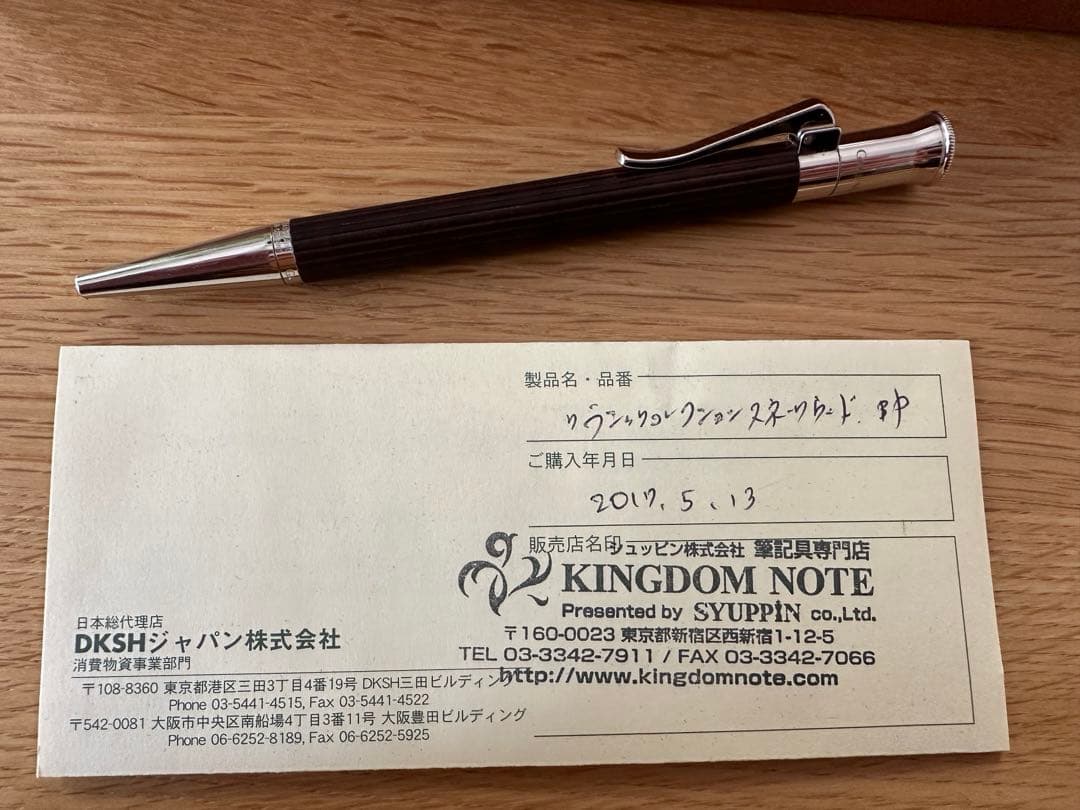 製品名・品番
クラシックコレクションスネークウッド.
ご購入年月日
2017.5.13
販売店名印
シュッピン株式会社 筆記具専門店
KINGDOM NOTE
Presented by SYUPPIN co.,Ltd.
〒160-0023 東京都新宿区西新宿1-12-5
TEL 03-3342-7911 / FAX 03-3342-7066
http://www.kingdomnote.com
日本総代理店
DKSHジャパン株式会社
消費物資事業部門
〒108-8360 東京都港区三田3丁目4番19号 DKSH三田ビルディング
Phone 03-5441-4515, Fax 03-5441-4522
〒542-0081 大阪市中央区南船場4丁目3番11号 大阪豊田ビルディング
Phone 06-6252-8189, Fax 06-6252-5925